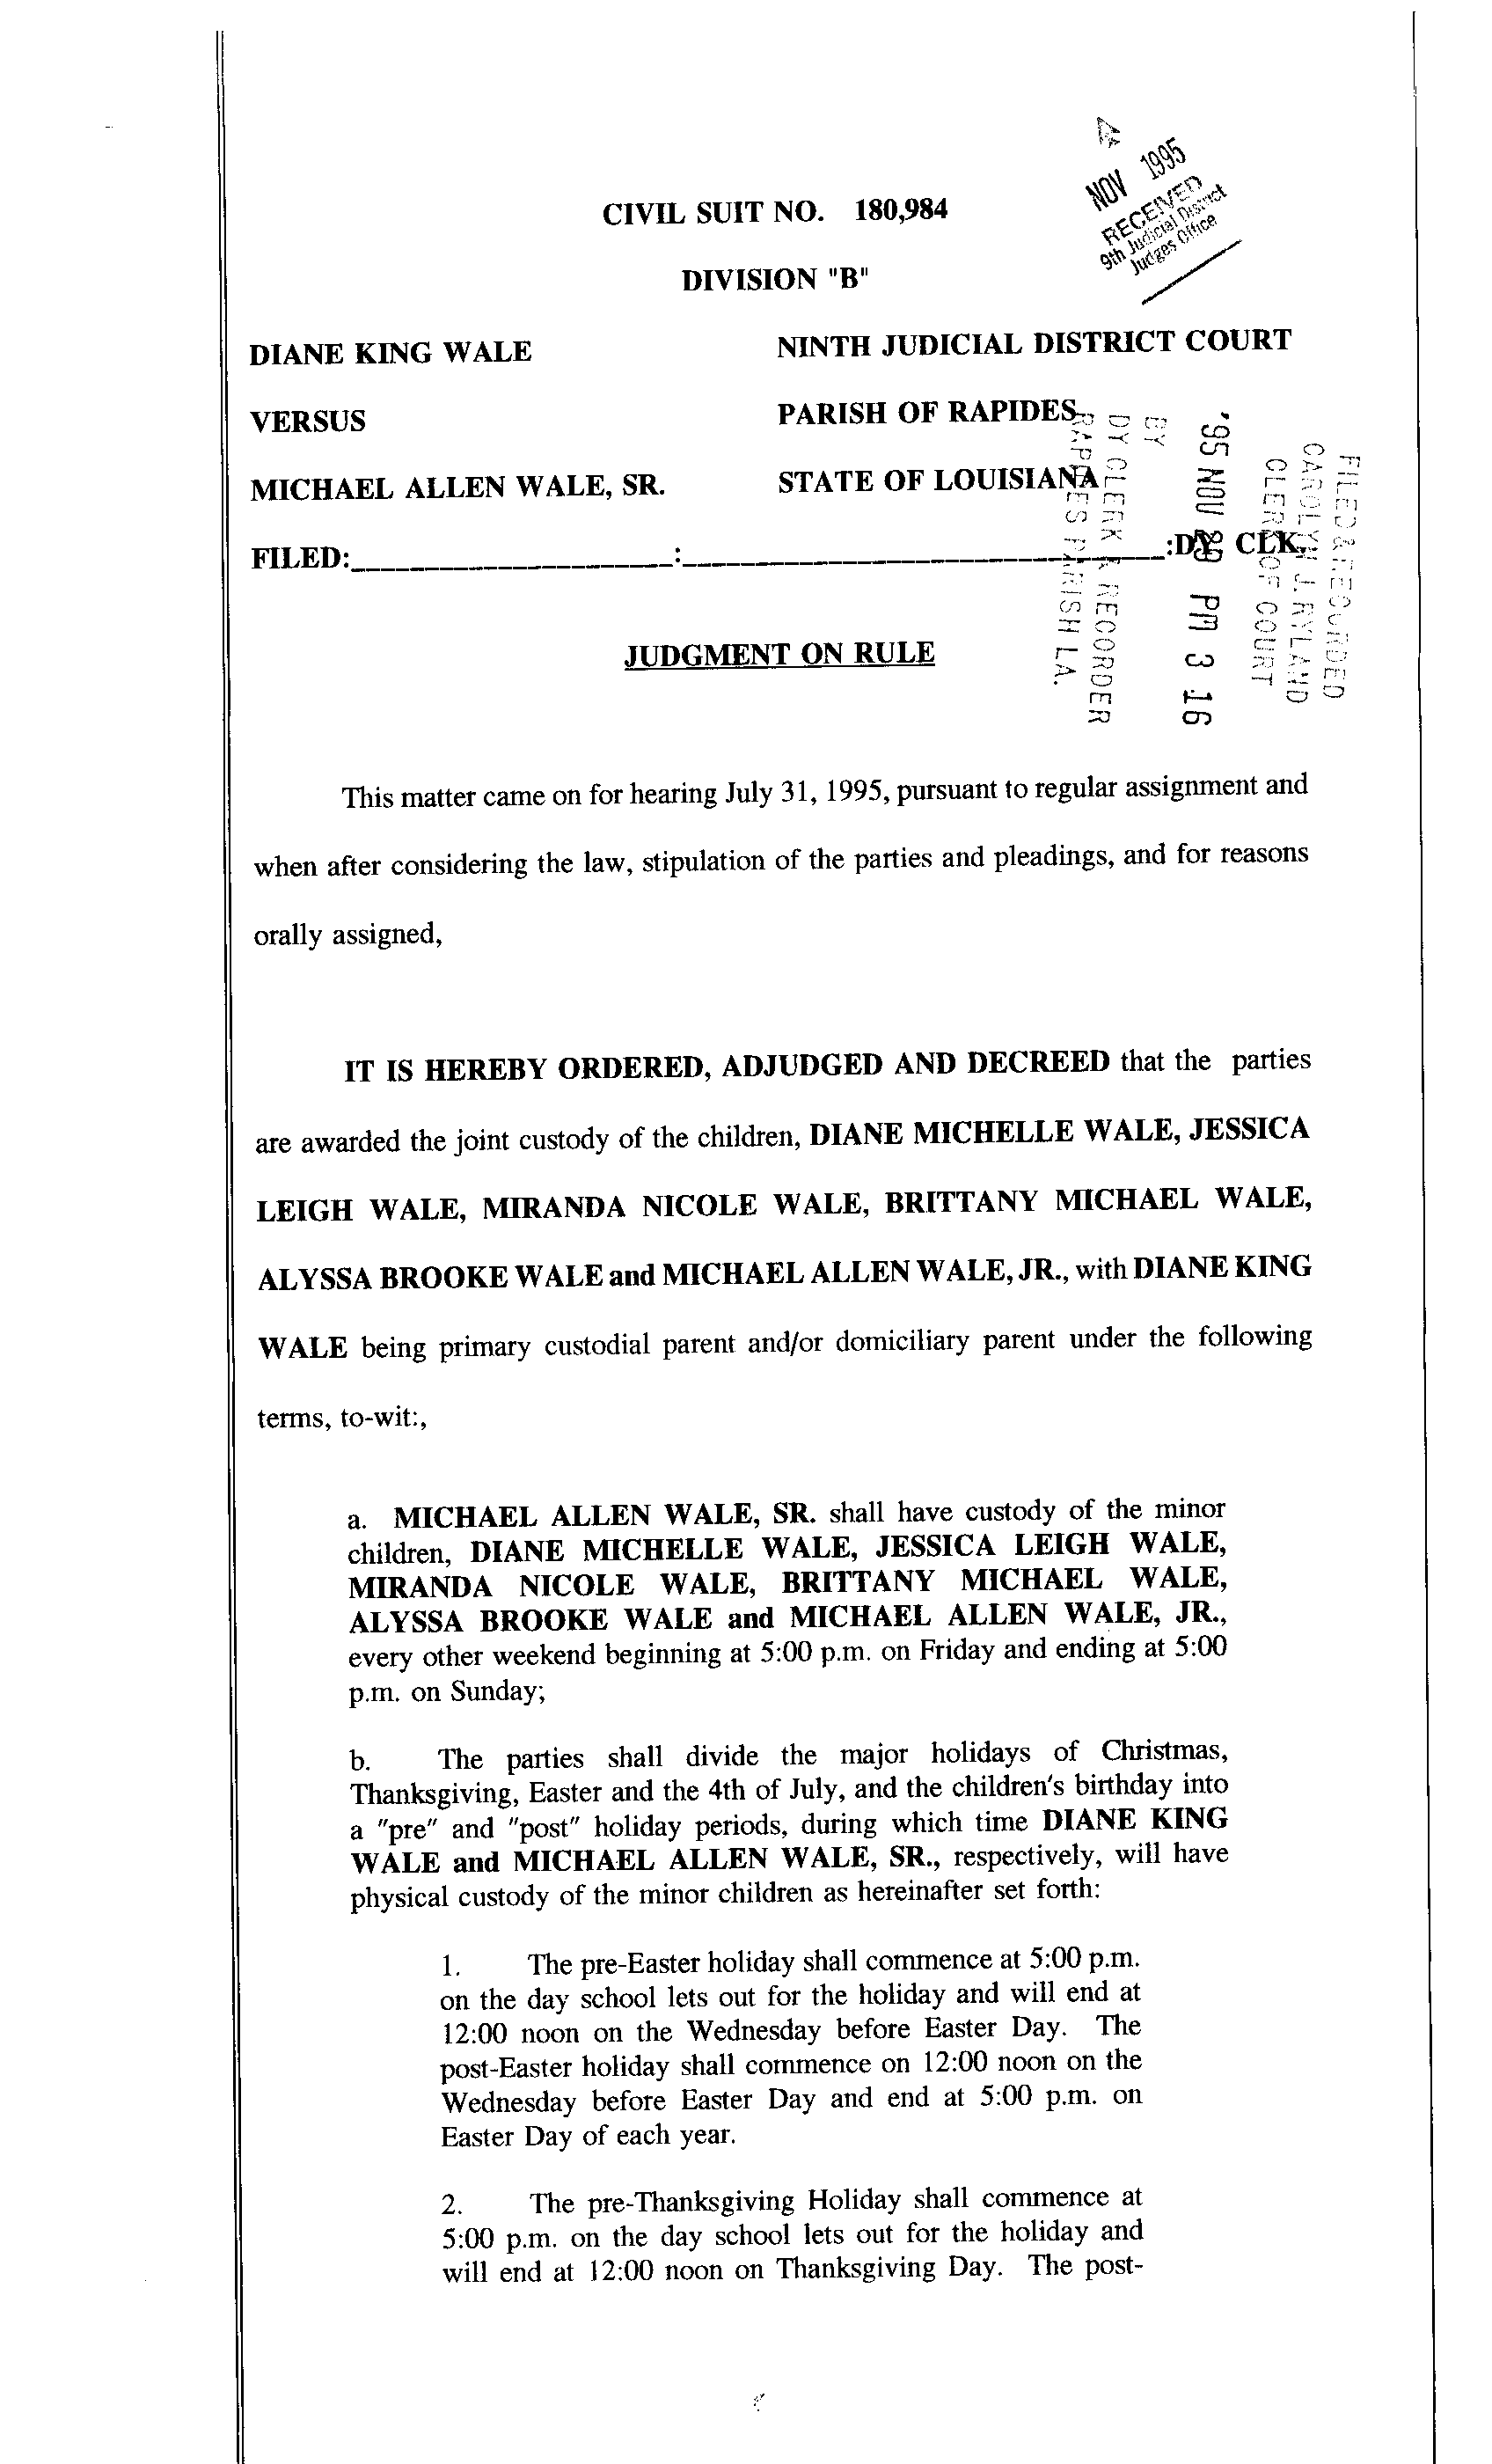 NOV 1995
RECEIVED
9th Judicial District
Judges Office
CIVIL SUIT NO. 180,984
DIVISION "B"
DIANE KING WALE
NINTH JUDICIAL DISTRICT COURT
VERSUS
PARISH OF RAPIDES
MICHAEL ALLEN WALE, SR.
STATE OF LOUISIANA
FILED:______________________:_________________________________:DY. CLK.
FILED & RECORDED
CAROLYN J. RYLAND
CLERK OF COURT
'95 NOV PM 3 16
BY
DY CLERK & RECORDER
RAPIDES PARISH LA.
JUDGMENT ON RULE
This matter came on for hearing July 31, 1995, pursuant to regular assignment and
when after considering the law, stipulation of the parties and pleadings, and for reasons
orally assigned,
IT IS HEREBY ORDERED, ADJUDGED AND DECREED that the parties
are awarded the joint custody of the children, DIANE MICHELLE WALE, JESSICA
LEIGH WALE, MIRANDA NICOLE WALE, BRITTANY MICHAEL WALE,
ALYSSA BROOKE WALE and MICHAEL ALLEN WALE, JR., with DIANE KING
WALE being primary custodial parent and/or domiciliary parent under the following
terms, to-wit:,
a. MICHAEL ALLEN WALE, SR. shall have custody of the minor
children, DIANE MICHELLE WALE, JESSICA LEIGH WALE,
MIRANDA NICOLE WALE, BRITTANY MICHAEL WALE,
ALYSSA BROOKE WALE and MICHAEL ALLEN WALE, JR.,
every other weekend beginning at 5:00 p.m. on Friday and ending at 5:00
p.m. on Sunday;
b. The parties shall divide the major holidays of Christmas,
Thanksgiving, Easter and the 4th of July, and the children's birthday into
a "pre" and "post" holiday periods, during which time DIANE KING
WALE and MICHAEL ALLEN WALE, SR., respectively, will have
physical custody of the minor children as hereinafter set forth:
1. The pre-Easter holiday shall commence at 5:00 p.m.
on the day school lets out for the holiday and will end at
12:00 noon on the Wednesday before Easter Day. The
post-Easter holiday shall commence on 12:00 noon on the
Wednesday before Easter Day and end at 5:00 p.m. on
Easter Day of each year.
2. The pre-Thanksgiving Holiday shall commence at
5:00 p.m. on the day school lets out for the holiday and
will end at 12:00 noon on Thanksgiving Day. The post-